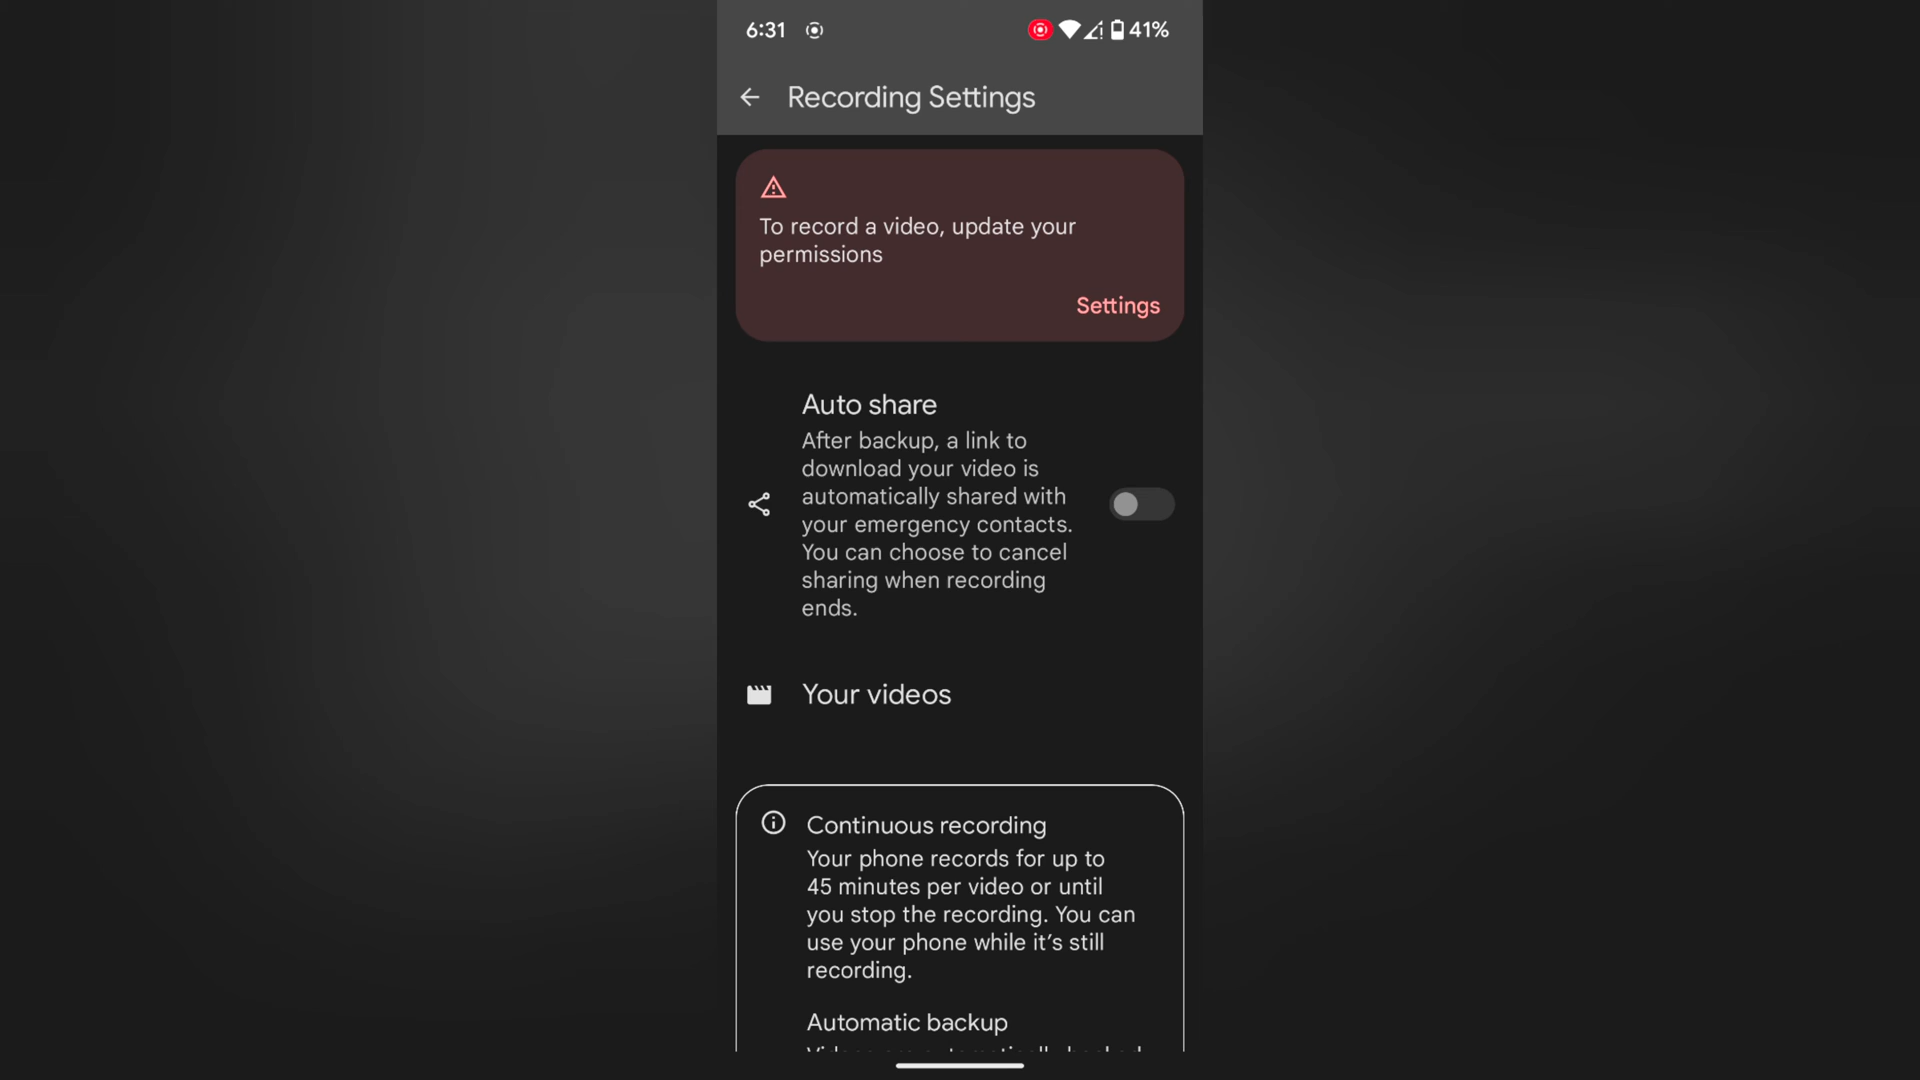 6:31
41%
Recording Settings
To record a video, update your
permissions
Settings
Auto share
After backup, a link to
download your video is
automatically shared with
your emergency contacts.
You can choose to cancel
sharing when recording
ends.
Your videos
Continuous recording
Your phone records for up to
45 minutes per video or until
you stop the recording. You can
use your phone while it’s still
recording.
Automatic backup